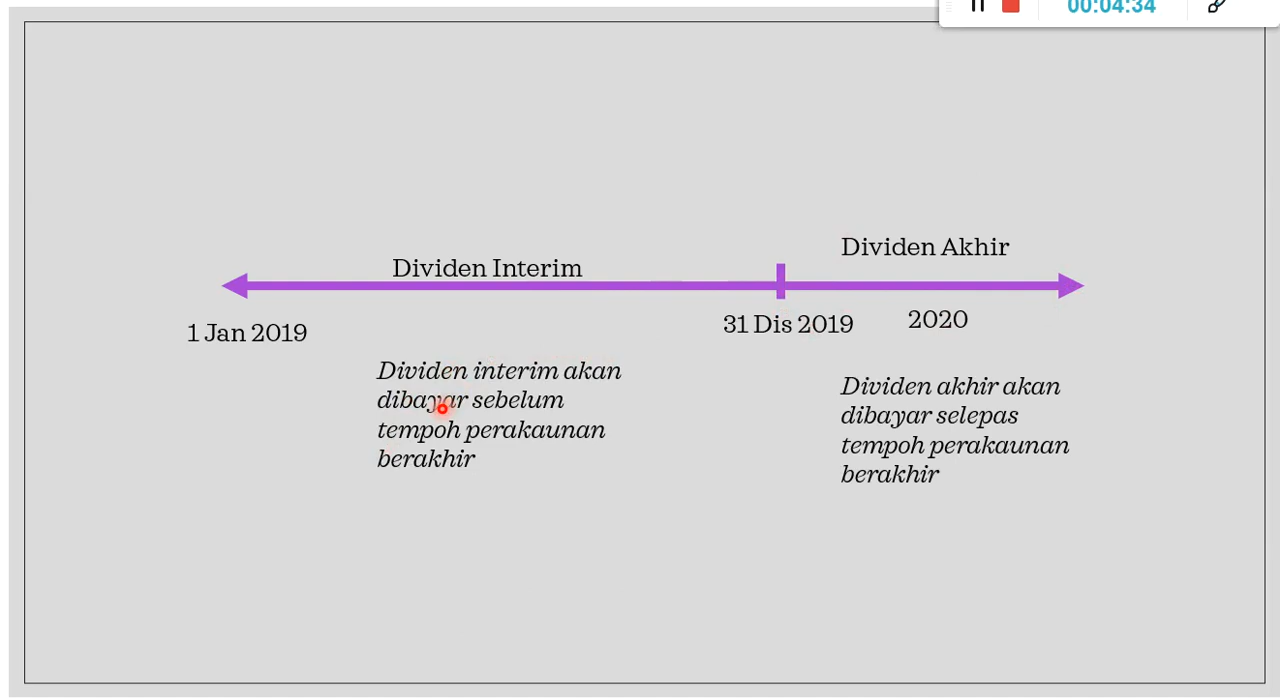 00:04:34
Dividen Akhir
Dividen Interim
1 Jan 2019
31 Dis 2019
2020
Dividen interim akan
dibayar sebelum
tempoh perakaunan
berakhir
Dividen akhir akan
dibayar selepas
tempoh perakaunan
berakhir